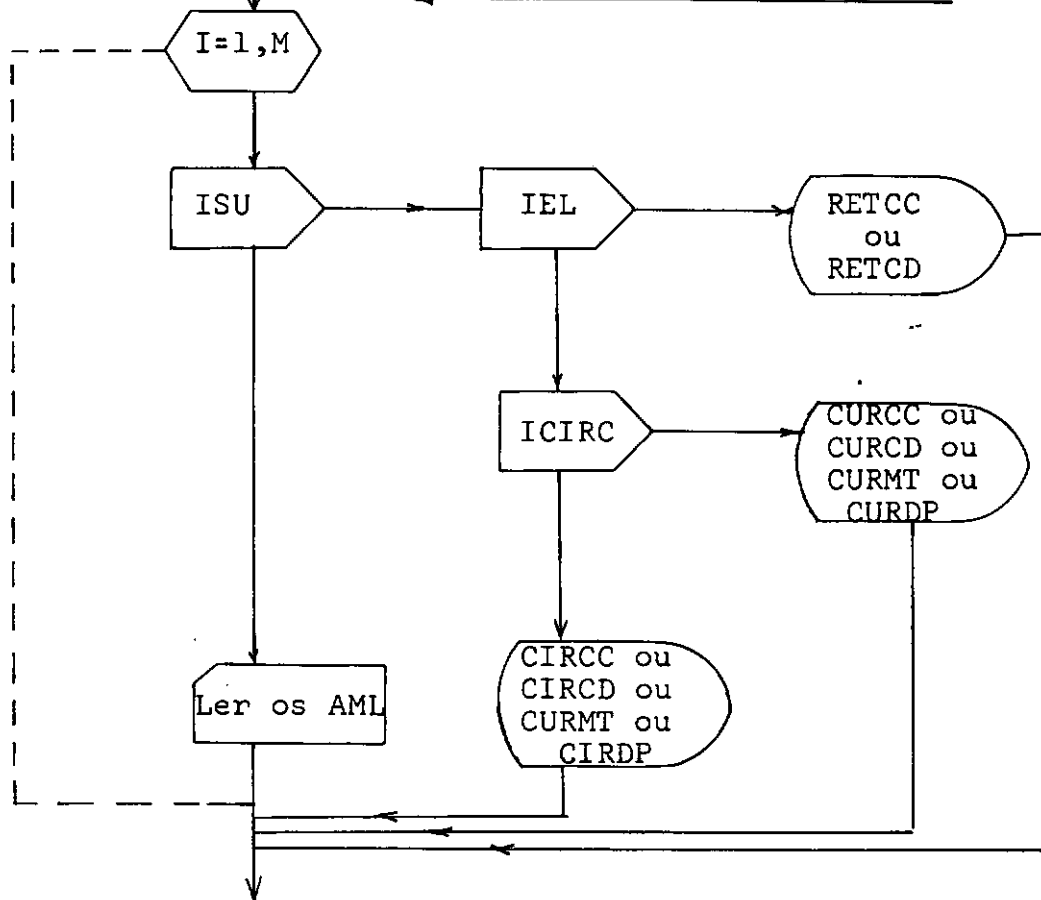 I=1,M
ISU
IEL
RETCC
ou
RETCD
ICIRC
CURCC ou
CURCD ou
CURMT ou
CURDP
CIRCC ou
CIRCD ou
CURMT ou
CIRDP
Ler os AML